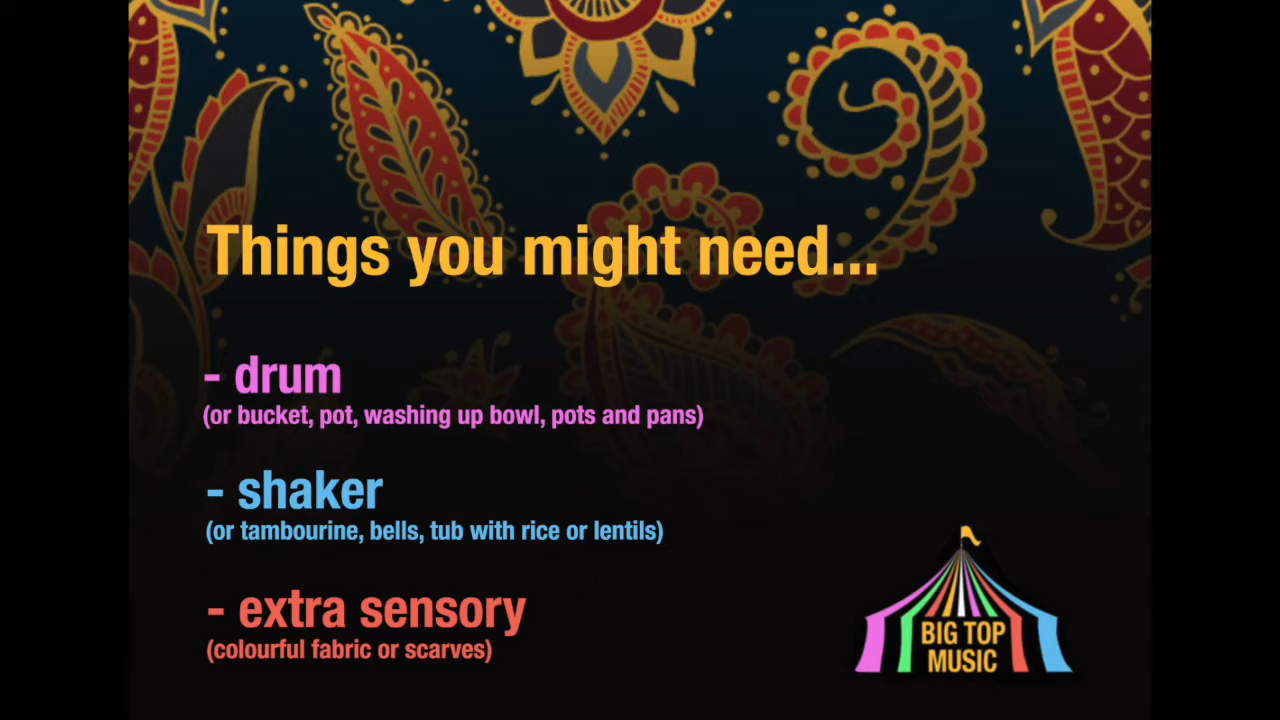 Things you might need...
- drum
(or bucket, pot, washing up bowl, pots and pans)
- shaker
(or tambourine, bells, tub with rice or lentils)
- extra sensory
(colourful fabric or scarves)
BIG TOP
MUSIC